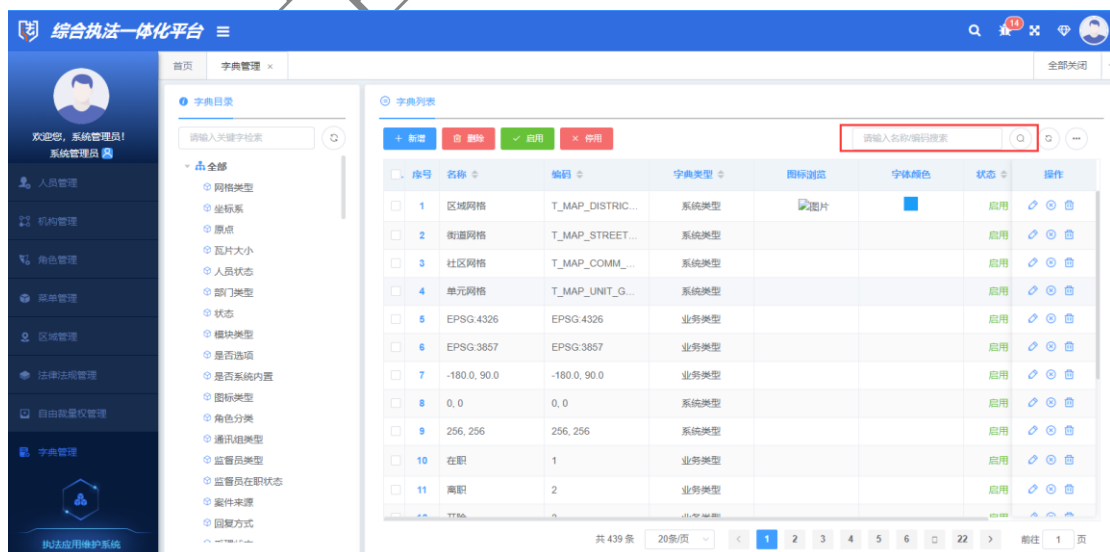 综合执法一体化平台
14
首页 字典管理 × 全部关闭
欢迎您，系统管理员！
系统管理员
人员管理
机构管理
角色管理
菜单管理
区域管理
法律法规管理
自由裁量权管理
字典管理
执法应用维护系统
字典目录
请输入关键字检索
全部
网格类型
坐标系
原点
瓦片大小
人员状态
部门类型
状态
模块类型
是否选项
是否系统内置
图标类型
角色分类
通讯组类型
监督员类型
监督员在职状态
案件来源
回复方式
字典列表
+ 新增 删除 启用 × 停用 请输入名称/编码搜索
序号 名称 编码 字典类型 图标浏览 字体颜色 状态 操作
1 区域网格 T_MAP_DISTRIC... 系统类型 图片 启用
2 街道网格 T_MAP_STREET... 系统类型 启用
3 社区网格 T_MAP_COMM_... 系统类型 启用
4 单元网格 T_MAP_UNIT_G... 系统类型 启用
5 EPSG:4326 EPSG:4326 业务类型 启用
6 EPSG:3857 EPSG:3857 业务类型 启用
7 -180.0, 90.0 -180.0, 90.0 业务类型 启用
8 0, 0 0, 0 系统类型 启用
9 256, 256 256, 256 系统类型 启用
10 在职 1 业务类型 启用
11 离职 2 业务类型 启用
共 439 条 20条/页 < 1 2 3 4 5 6 22 > 前往 1 页